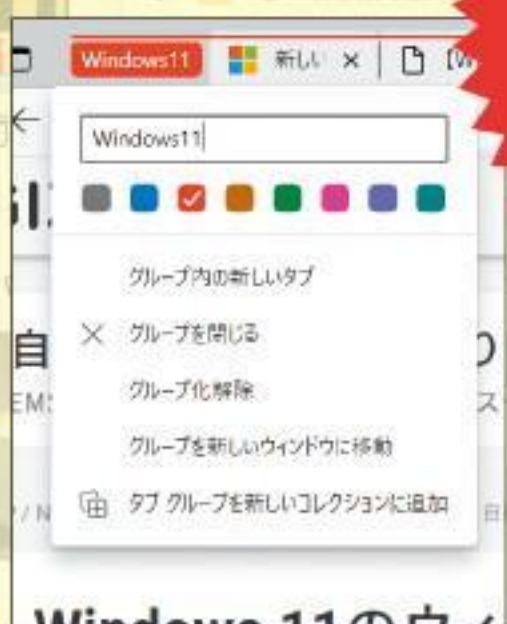 Windows11
新しい
Windows11
グループ内の新しいタブ
グループを閉じる
グループ化解除
グループを新しいウィンドウに移動
タブ グループを新しいコレクションに追加
Windows 11のウィ